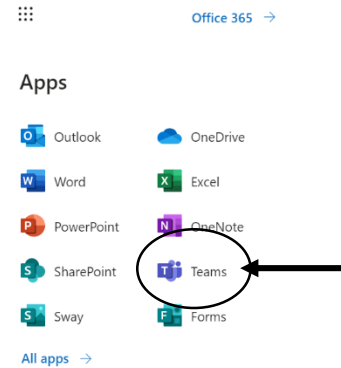 Office 365 →
Apps
Outlook OneDrive
Word Excel
PowerPoint OneNote
SharePoint Teams
Sway Forms
All apps →